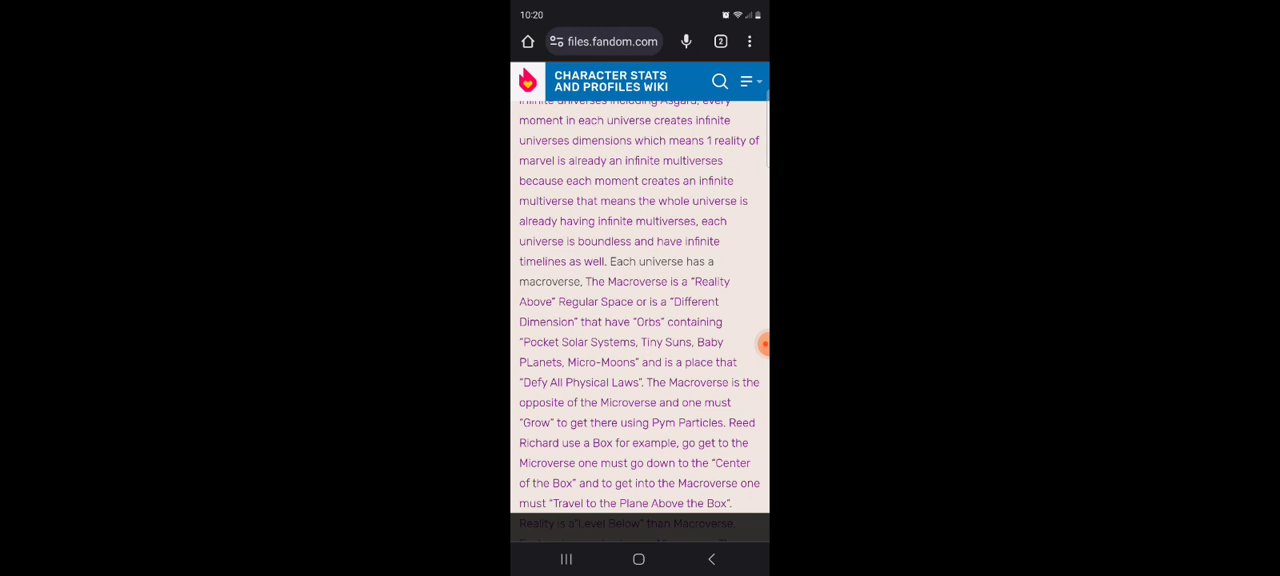 10:20
files.fandom.com
2
CHARACTER STATS
AND PROFILES WIKI
infinite universes including Asgard, every
moment in each universe creates infinite
universes dimensions which means 1 reality of
marvel is already an infinite multiverses
because each moment creates an infinite
multiverse that means the whole universe is
already having infinite multiverses, each
universe is boundless and have infinite
timelines as well. Each universe has a
macroverse, The Macroverse is a “Reality
Above” Regular Space or is a “Different
Dimension” that have “Orbs” containing
“Pocket Solar Systems, Tiny Suns, Baby
PLanets, Micro-Moons” and is a place that
“Defy All Physical Laws”. The Macroverse is the
opposite of the Microverse and one must
“Grow” to get there using Pym Particles. Reed
Richard use a Box for example, go get to the
Microverse one must go down to the “Center
of the Box” and to get into the Macroverse one
must “Travel to the Plane Above the Box”.
Reality is a“Level Below” than Macroverse.